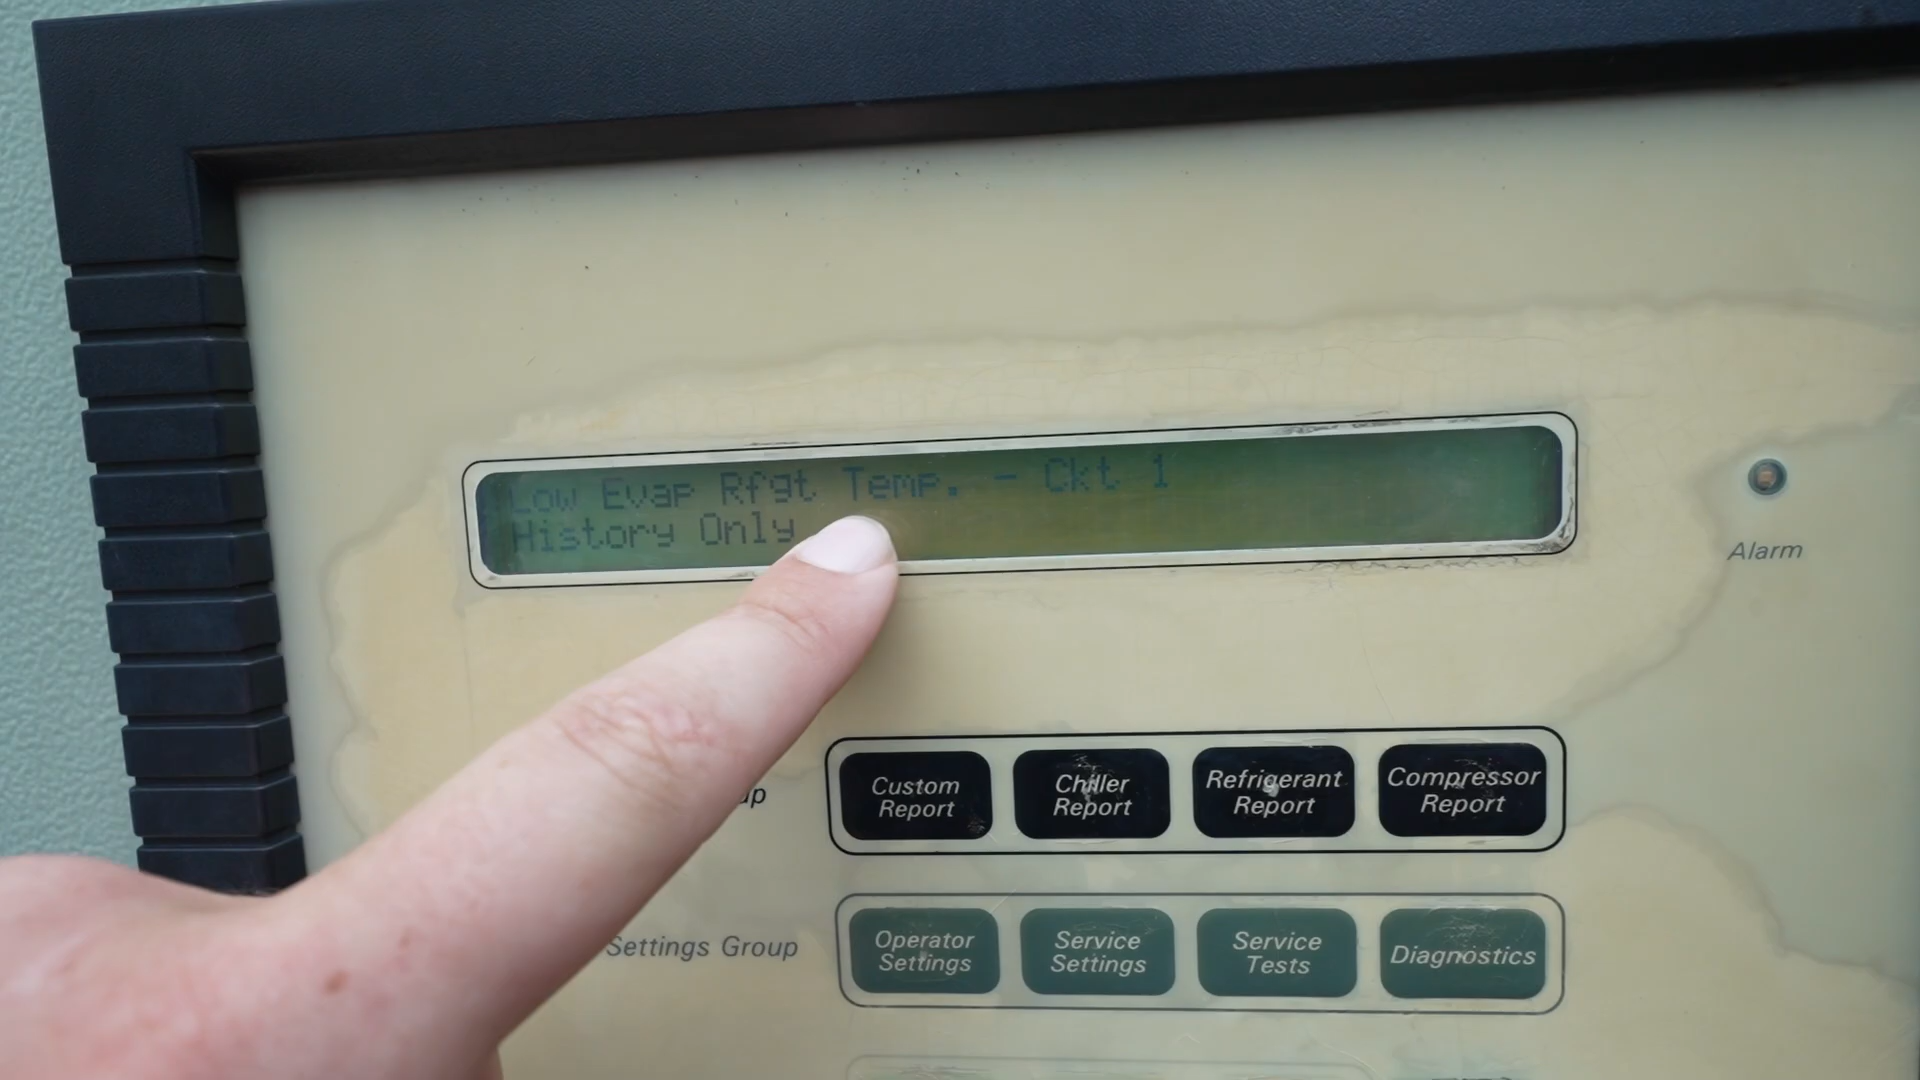 Low Evap Rfgt Temp. - Ckt 1
History Only
Alarm
Custom
Report
Chiller
Report
Refrigerant
Report
Compressor
Report
Settings Group
Operator
Settings
Service
Settings
Service
Tests
Diagnostics